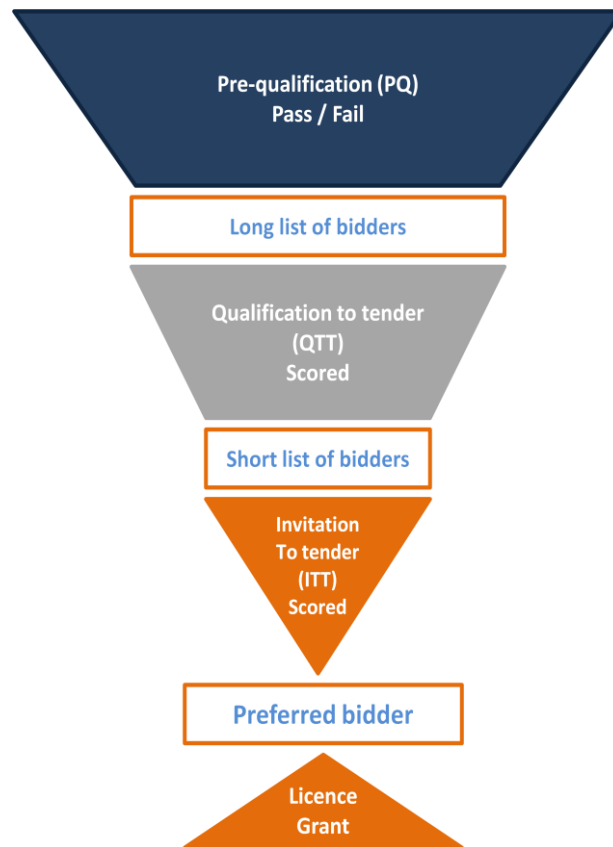 Pre-qualification (PQ)
Pass / Fail
Long list of bidders
Qualification to tender
(QTT)
Scored
Short list of bidders
Invitation
To tender
(ITT)
Scored
Preferred bidder
Licence
Grant